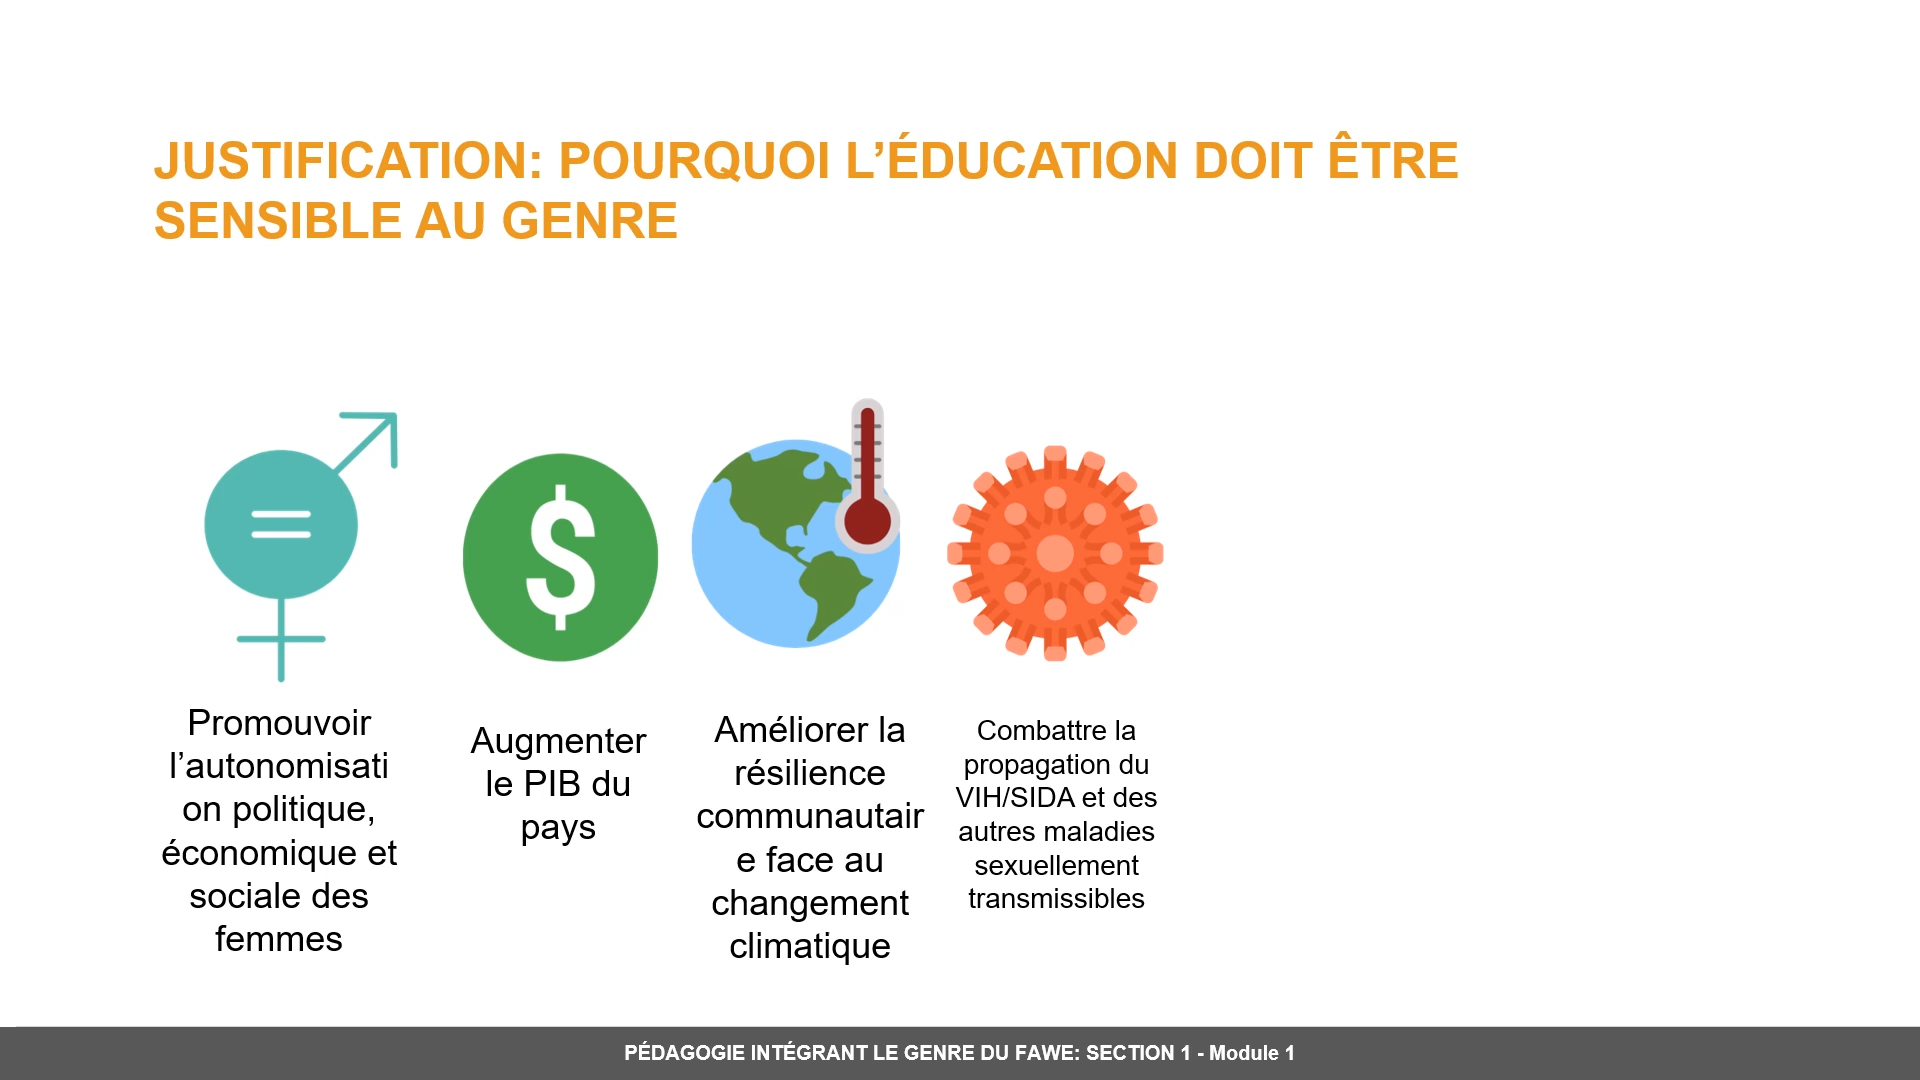 JUSTIFICATION: POURQUOI L’ÉDUCATION DOIT ÊTRE
SENSIBLE AU GENRE
$
Promouvoir
l’autonomisati
on politique,
économique et
sociale des
femmes
Augmenter
le PIB du
pays
Améliorer la
résilience
communautair
e face au
changement
climatique
Combattre la
propagation du
VIH/SIDA et des
autres maladies
sexuellement
transmissibles
PÉDAGOGIE INTÉGRANT LE GENRE DU FAWE: SECTION 1 - Module 1